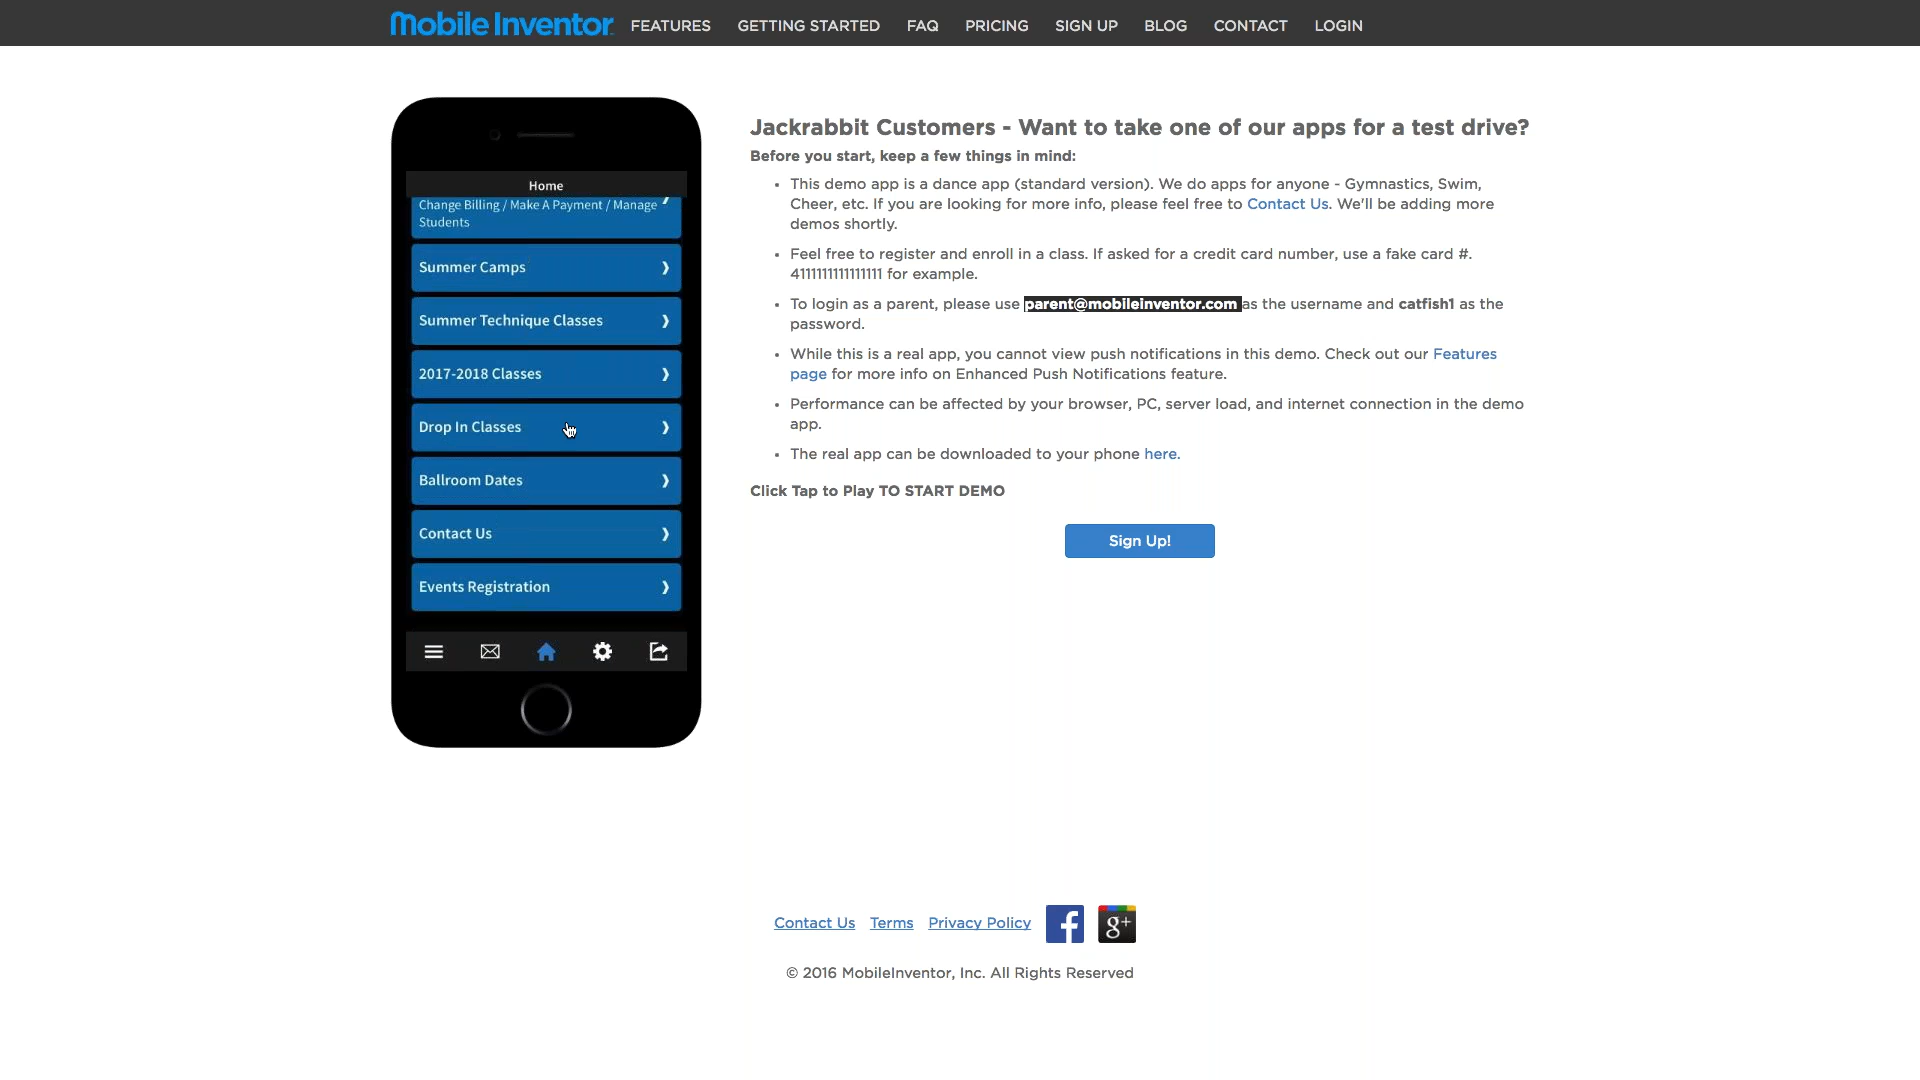 Mobile Inventor FEATURES GETTING STARTED FAQ PRICING SIGN UP BLOG CONTACT LOGIN
Home
Change Billing / Make A Payment / Manage
Students
Summer Camps
Summer Technique Classes
2017-2018 Classes
Drop In Classes
Ballroom Dates
Contact Us
Events Registration
Jackrabbit Customers - Want to take one of our apps for a test drive?
Before you start, keep a few things in mind:
• This demo app is a dance app (standard version). We do apps for anyone - Gymnastics, Swim,
Cheer, etc. If you are looking for more info, please feel free to Contact Us. We'll be adding more
demos shortly.
• Feel free to register and enroll in a class. If asked for a credit card number, use a fake card #.
4111111111111111 for example.
• To login as a parent, please use parent@mobileinventor.com as the username and catfish1 as the
password.
• While this is a real app, you cannot view push notifications in this demo. Check out our Features
page for more info on Enhanced Push Notifications feature.
• Performance can be affected by your browser, PC, server load, and internet connection in the demo
app.
• The real app can be downloaded to your phone here.
Click Tap to Play TO START DEMO
Sign Up!
Contact Us Terms Privacy Policy f g+
© 2016 MobileInventor, Inc. All Rights Reserved